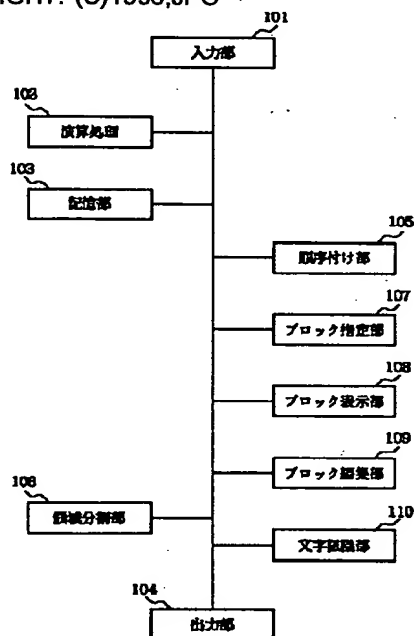 (C)1998,JPO
101
入力部
102
演算処理
103
記憶部
105
順序付け部
107
ブロック指定部
108
ブロック表示部
109
ブロック編集部
106
領域分割部
110
文字認識部
104
出力部